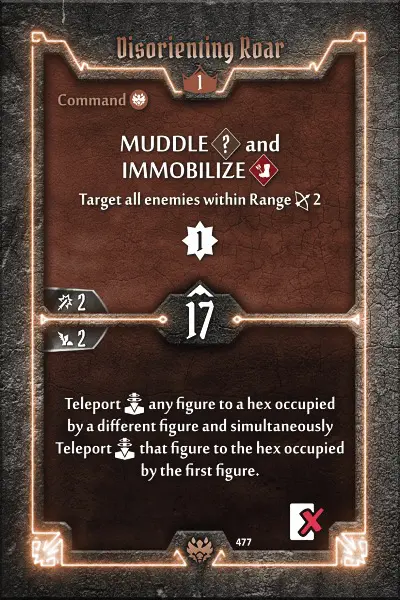 Disorienting Roar
1
Command
MUDDLE ? and
IMMOBILIZE
Target all enemies within Range 2
1
2
17
2
Teleport any figure to a hex occupied
by a different figure and simultaneously
Teleport that figure to the hex occupied
by the first figure.
477